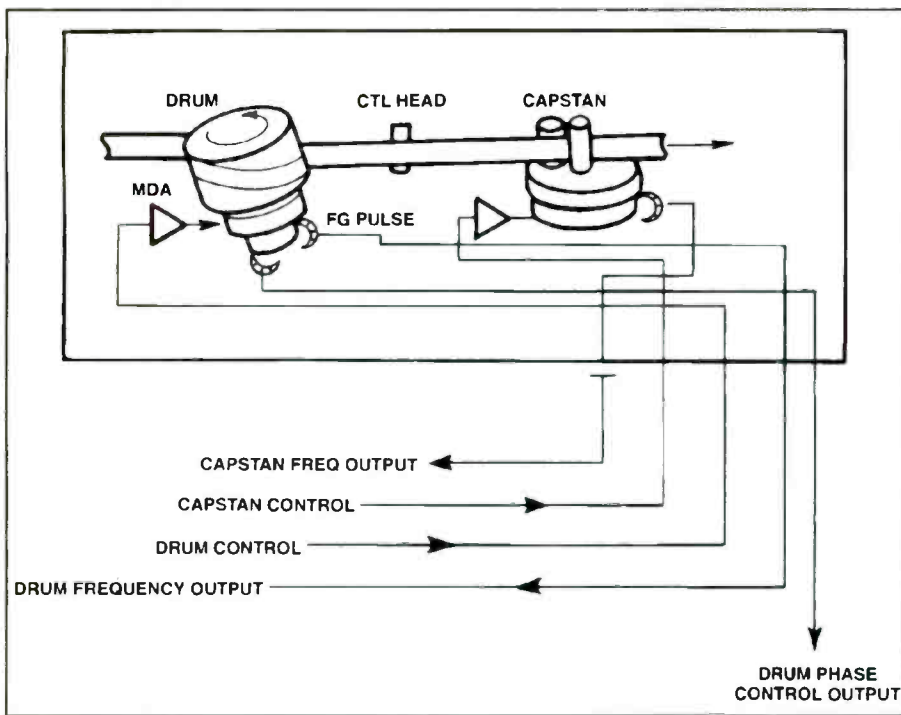 DRUM
CTL HEAD
CAPSTAN
MDA
FG PULSE
CAPSTAN FREQ OUTPUT
CAPSTAN CONTROL
DRUM CONTROL
DRUM FREQUENCY OUTPUT
DRUM PHASE
CONTROL OUTPUT